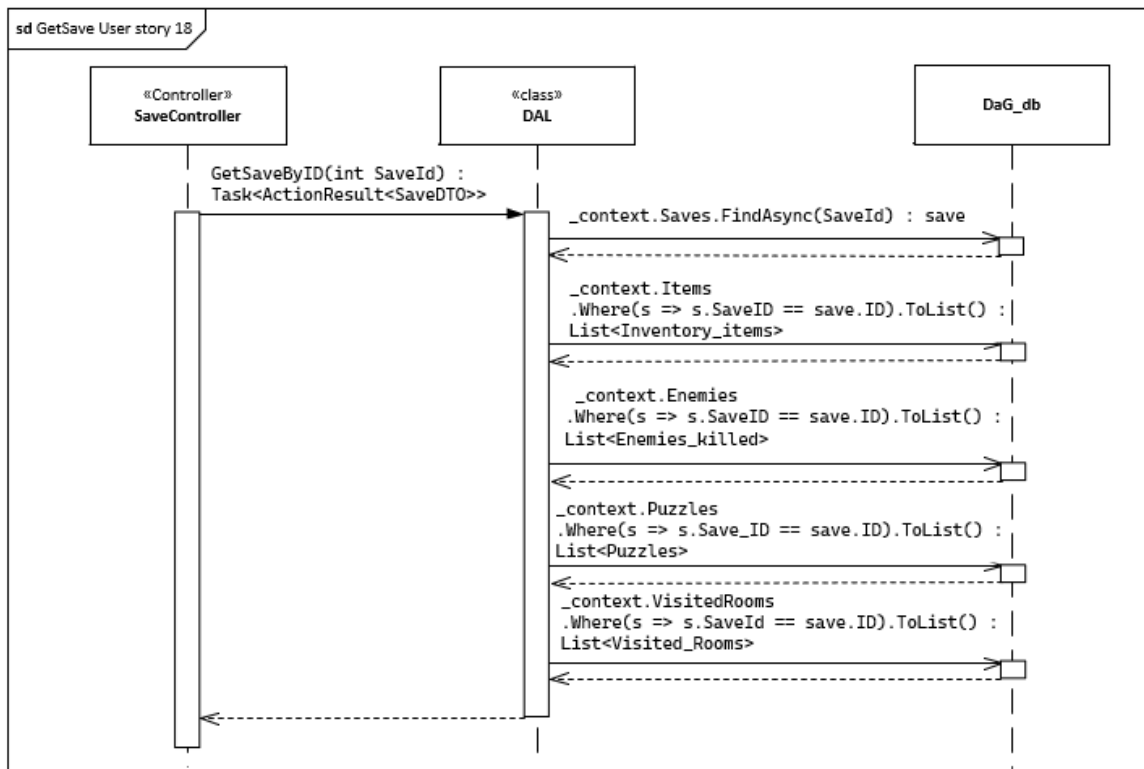 sd GetSave User story 18
«Controller»
SaveController
«class»
DAL
DaG_db
GetSaveByID(int SaveId) :
Task<ActionResult<SaveDTO>>
_context.Saves.FindAsync(SaveId) : save
_context.Items
.Where(s => s.SaveID == save.ID).ToList() :
List<Inventory_items>
_context.Enemies
.Where(s => s.SaveID == save.ID).ToList() :
List<Enemies_killed>
_context.Puzzles
.Where(s => s.Save_ID == save.ID).ToList() :
List<Puzzles>
_context.VisitedRooms
.Where(s => s.SaveId == save.ID).ToList() :
List<Visited_Rooms>